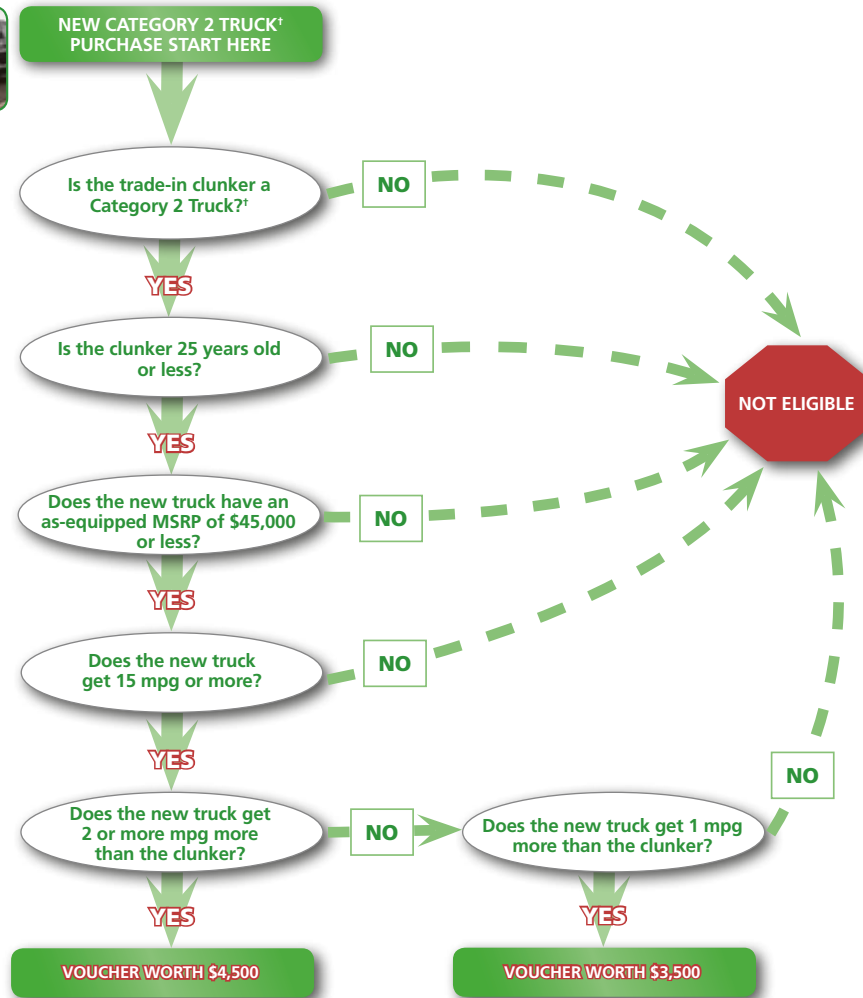 NEW CATEGORY 2 TRUCK†
PURCHASE START HERE
Is the trade-in clunker a
Category 2 Truck?†
NO
YES
Is the clunker 25 years old
or less?
NO
YES
NOT ELIGIBLE
Does the new truck have an
as-equipped MSRP of $45,000
or less?
NO
YES
Does the new truck
get 15 mpg or more?
NO
YES
Does the new truck get
2 or more mpg more
than the clunker?
NO
Does the new truck get 1 mpg
more than the clunker?
NO
YES
YES
VOUCHER WORTH $4,500
VOUCHER WORTH $3,500